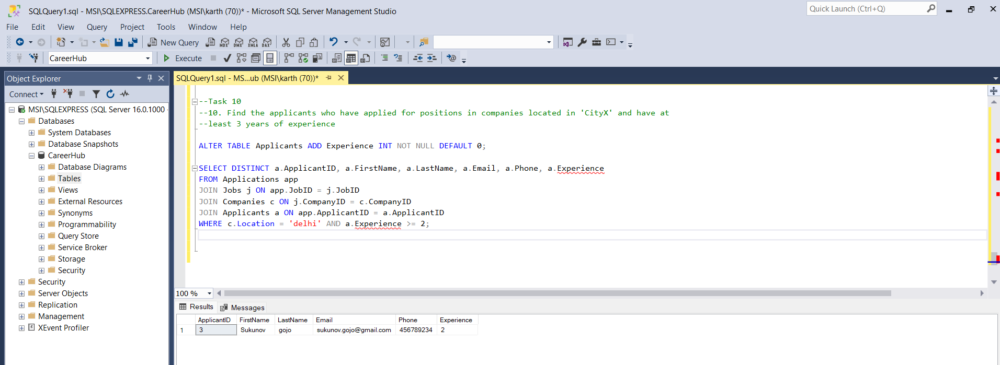 SQLQuery1.sql - MSI\SQLEXPRESS.CareerHub (MSI\karth (70))* - Microsoft SQL Server Management Studio
Quick Launch (Ctrl+Q)
File Edit View Query Project Tools Window Help
New Query MDX DMX XMLA DAX
CareerHub Execute
Object Explorer
Connect
MSI\SQLEXPRESS (SQL Server 16.0.1000 -
Databases
System Databases
Database Snapshots
CareerHub
Database Diagrams
Tables
Views
External Resources
Synonyms
Programmability
Query Store
Service Broker
Storage
Security
Security
Server Objects
Replication
Management
XEvent Profiler
SQLQuery1.sql - MS...ub (MSI\karth (70))*
--Task 10
--10. Find the applicants who have applied for positions in companies located in 'CityX' and have at
--least 3 years of experience
ALTER TABLE Applicants ADD Experience INT NOT NULL DEFAULT 0;
SELECT DISTINCT a.ApplicantID, a.FirstName, a.LastName, a.Email, a.Phone, a.Experience
FROM Applications app
JOIN Jobs j ON app.JobID = j.JobID
JOIN Companies c ON j.CompanyID = c.CompanyID
JOIN Applicants a ON app.ApplicantID = a.ApplicantID
WHERE c.Location = 'delhi' AND a.Experience >= 2;
100 %
Results Messages
ApplicantID FirstName LastName Email Phone Experience
1 3 Sukunov gojo sukunov.gojo@gmail.com 456789234 2